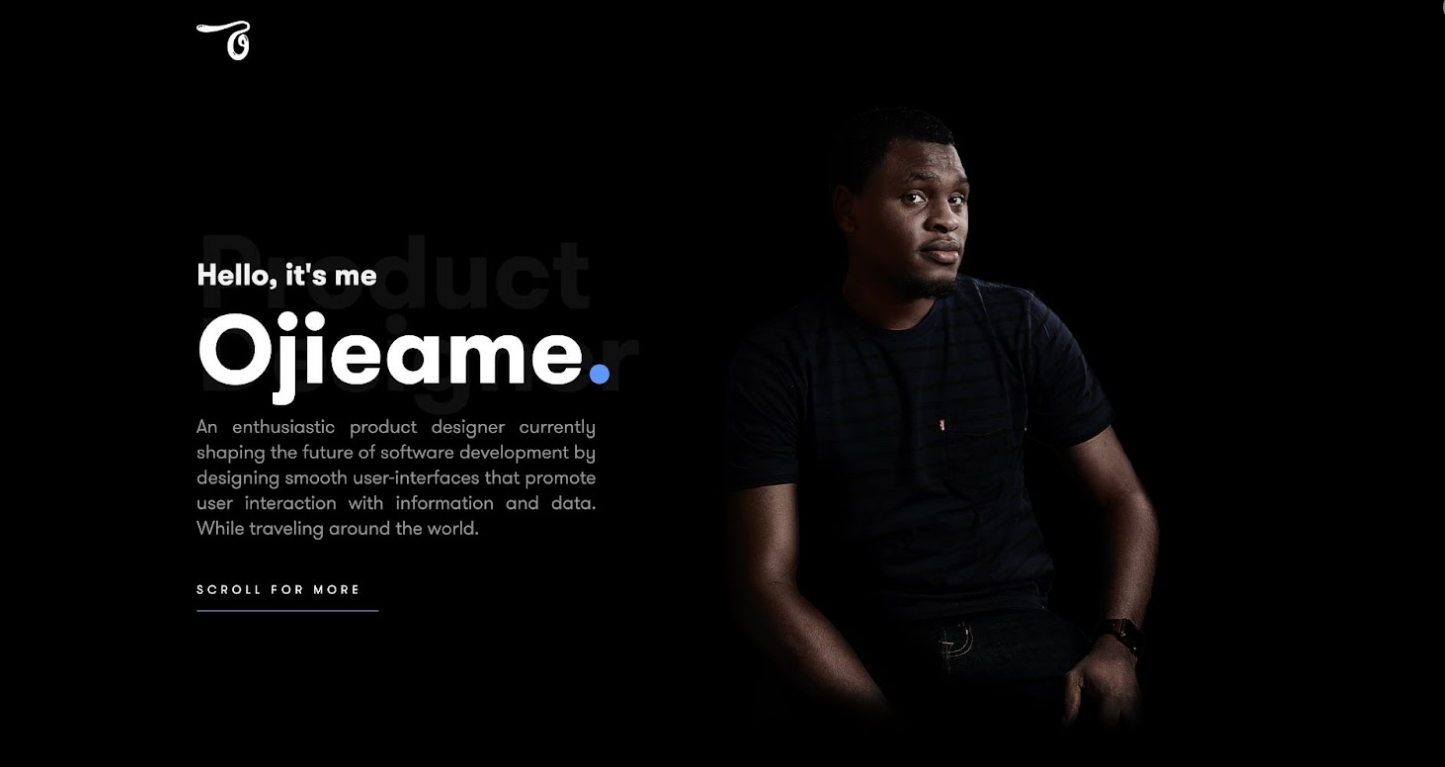 Product
Hello, it's me
Designer
Ojieame.
An enthusiastic product designer currently
shaping the future of software development by
designing smooth user-interfaces that promote
user interaction with information and data.
While traveling around the world.
SCROLL FOR MORE